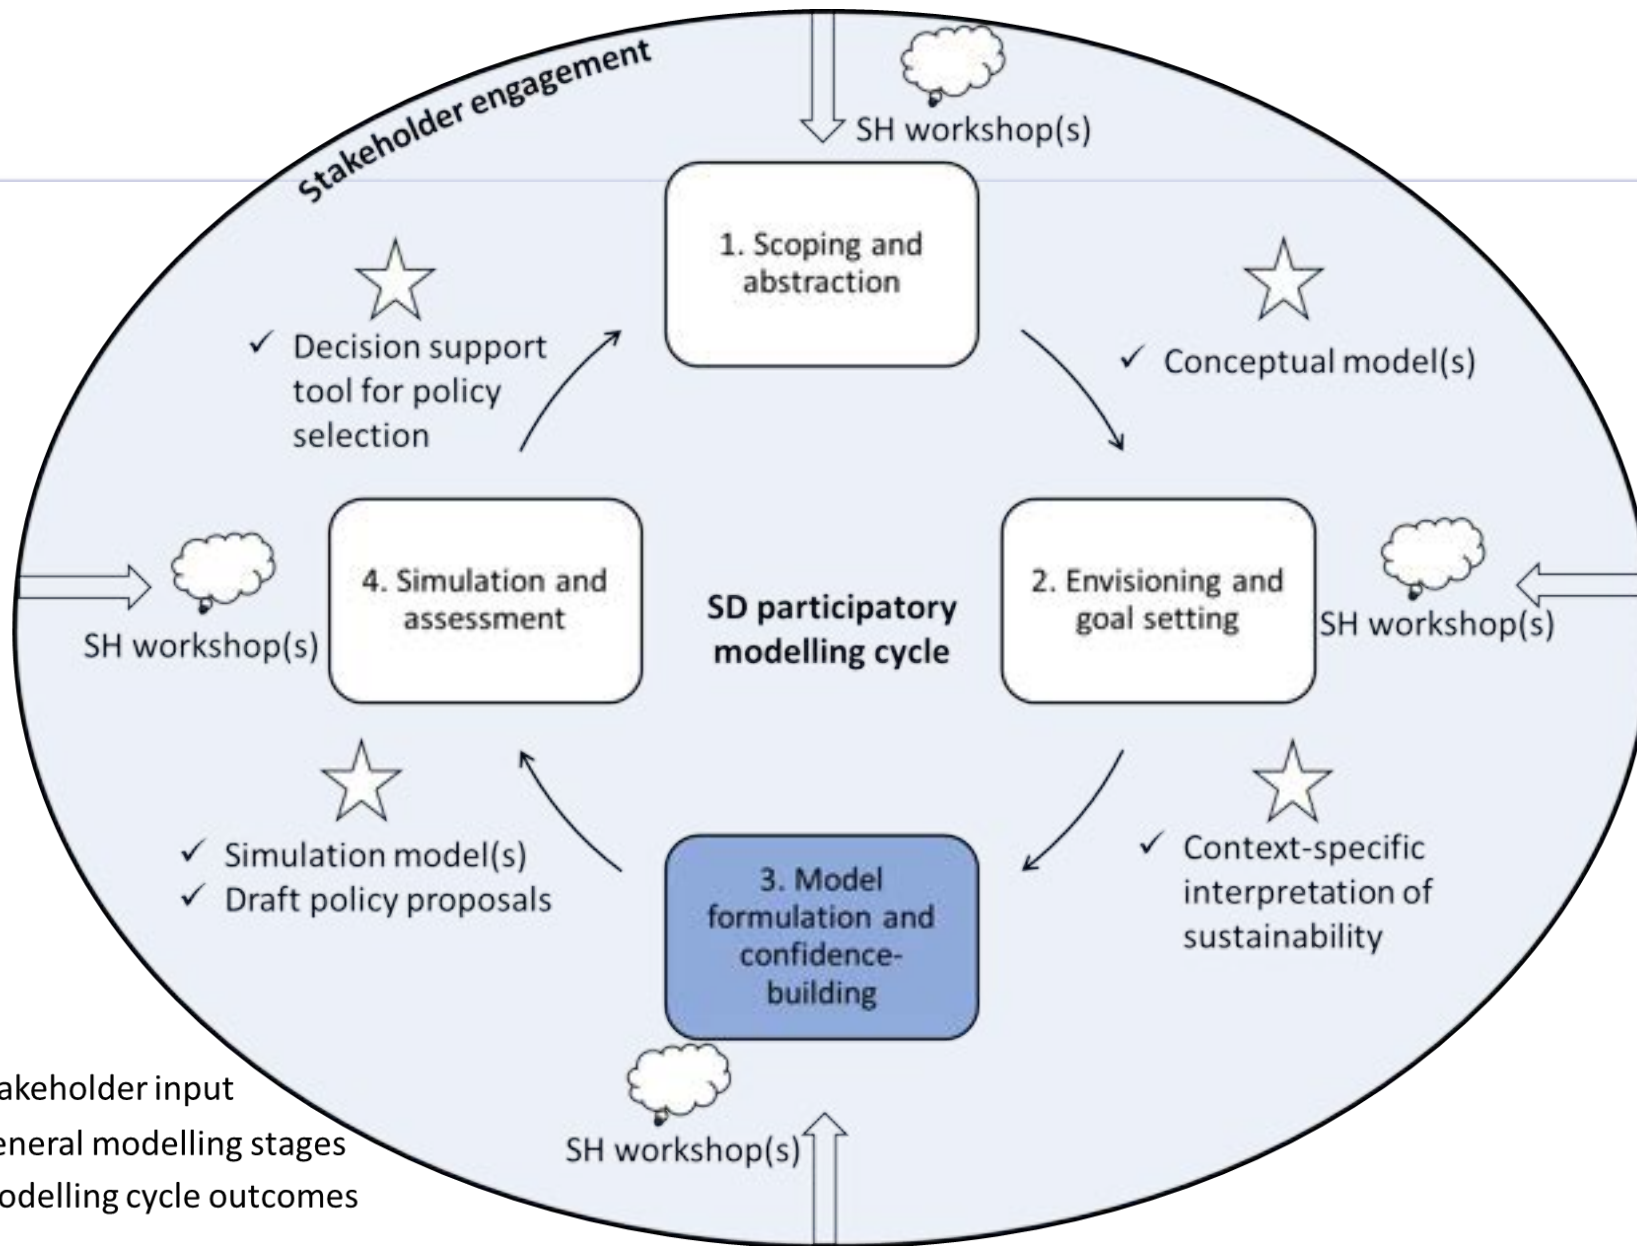 Stakeholder engagement
SH workshop(s)
1. Scoping and
abstraction
✓ Decision support
tool for policy
selection
✓ Conceptual model(s)
4. Simulation and
assessment
SH workshop(s)
SD participatory
modelling cycle
2. Envisioning and
goal setting
SH workshop(s)
✓ Simulation model(s)
✓ Draft policy proposals
3. Model
formulation and
confidence-
building
✓ Context-specific
interpretation of
sustainability
SH workshop(s)
akeholder input
eneral modelling stages
odelling cycle outcomes